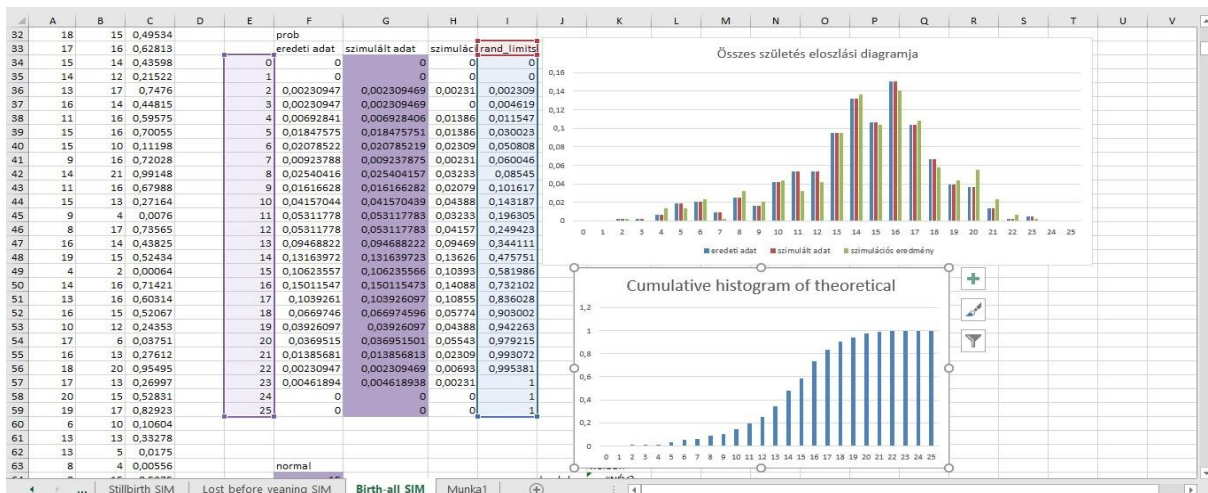 A B C D E F G H I J K L M N O P Q R S T U V
32 18 15 0,49534 prob
33 17 16 0,62813 eredeti adat szimulált adat szimuláci rand_limits
34 15 14 0,43598 0 0 0 0 0
35 14 12 0,21522 1 0 0 0 0
36 13 17 0,7476 2 0,00230947 0,002309469 0,00231 0,002309
37 16 14 0,44815 3 0,00230947 0,002309469 0 0,004619
38 11 16 0,59575 4 0,00692841 0,006928406 0,01386 0,011547
39 15 16 0,70055 5 0,01847575 0,018475751 0,01386 0,030023
40 15 10 0,11198 6 0,02078522 0,020785219 0,02309 0,050808
41 9 16 0,72028 7 0,00923788 0,009237875 0,00231 0,060046
42 14 21 0,99148 8 0,02540416 0,025404157 0,03233 0,08545
43 11 16 0,67988 9 0,01616628 0,016166282 0,02079 0,101617
44 15 13 0,27164 10 0,04157044 0,041570439 0,04388 0,143187
45 9 4 0,0076 11 0,05311778 0,053117783 0,03233 0,196305
46 8 17 0,73565 12 0,05311778 0,053117783 0,04157 0,249423
47 16 14 0,43825 13 0,09468822 0,094688222 0,09469 0,344111
48 19 15 0,52434 14 0,13163972 0,131639723 0,13626 0,475751
49 4 2 0,00064 15 0,10623557 0,106235566 0,10393 0,581986
50 14 16 0,71421 16 0,15011547 0,150115473 0,14088 0,732102
51 13 16 0,60314 17 0,1039261 0,103926097 0,10855 0,836028
52 16 15 0,52067 18 0,0669746 0,066974596 0,05774 0,903002
53 10 12 0,24353 19 0,03926097 0,03926097 0,04388 0,942263
54 17 6 0,03751 20 0,0369515 0,036951501 0,05543 0,979215
55 16 13 0,27612 21 0,01385681 0,013856813 0,02309 0,993072
56 18 20 0,95495 22 0,00230947 0,002309469 0,00693 0,995381
57 17 13 0,26997 23 0,00461894 0,004618938 0,00231 1
58 20 15 0,52831 24 0 0 0 1
59 19 17 0,82923 25 0 0 0 1
60 6 10 0,10604
61 13 13 0,33278
62 13 5 0,0175
63 8 4 0,00556 normal
Összes születés eloszlási diagramja
0,16
0,14
0,12
0,1
0,08
0,06
0,04
0,02
0
0 1 2 3 4 5 6 7 8 9 10 11 12 13 14 15 16 17 18 19 20 21 22 23 24 25
eredeti adat szimulált adat szimulációs eredmény
Cumulative histogram of theoretical
1,2
1
0,8
0,6
0,4
0,2
0
0 1 2 3 4 5 6 7 8 9 10 11 12 13 14 15 16 17 18 19 20 21 22 23 24 25
... Stillbirth SIM Lost before weaning SIM Birth-all SIM Munka1